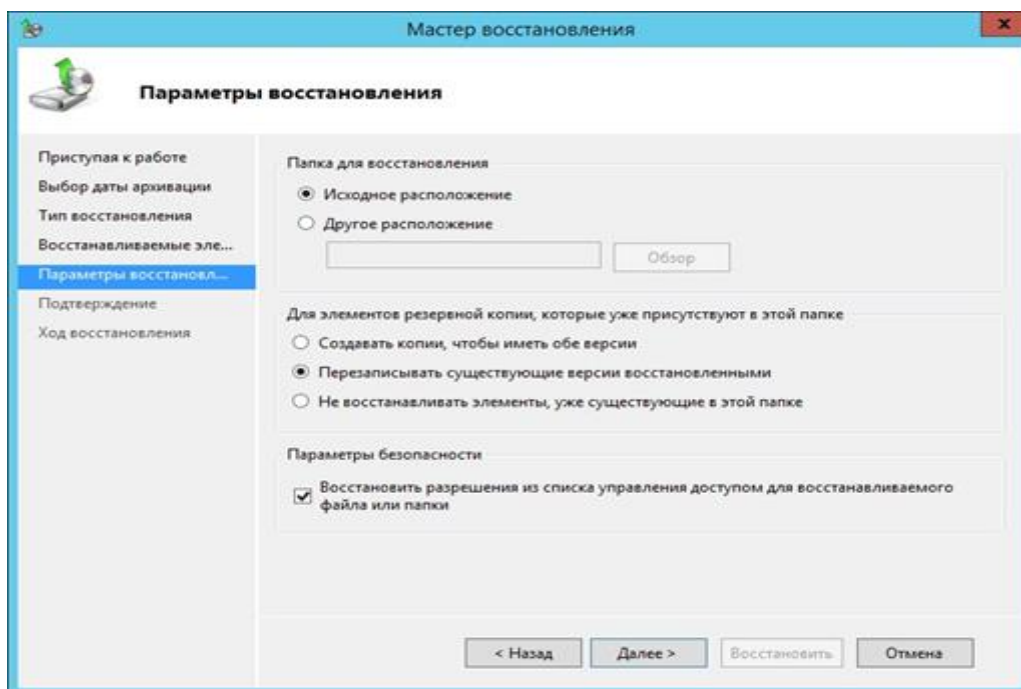 Мастер восстановления
x
Параметры восстановления
Приступая к работе
Выбор даты архивации
Тип восстановления
Восстанавливаемые эле...
Параметры восстановл...
Подтверждение
Ход восстановления
Папка для восстановления
Исходное расположение
Другое расположение
Обзор
Для элементов резервной копии, которые уже присутствуют в этой папке
Создавать копии, чтобы иметь обе версии
Перезаписывать существующие версии восстановленными
Не восстанавливать элементы, уже существующие в этой папке
Параметры безопасности
Восстановить разрешения из списка управления доступом для восстанавливаемого
файла или папки
< Назад
Далее >
Восстановить
Отмена